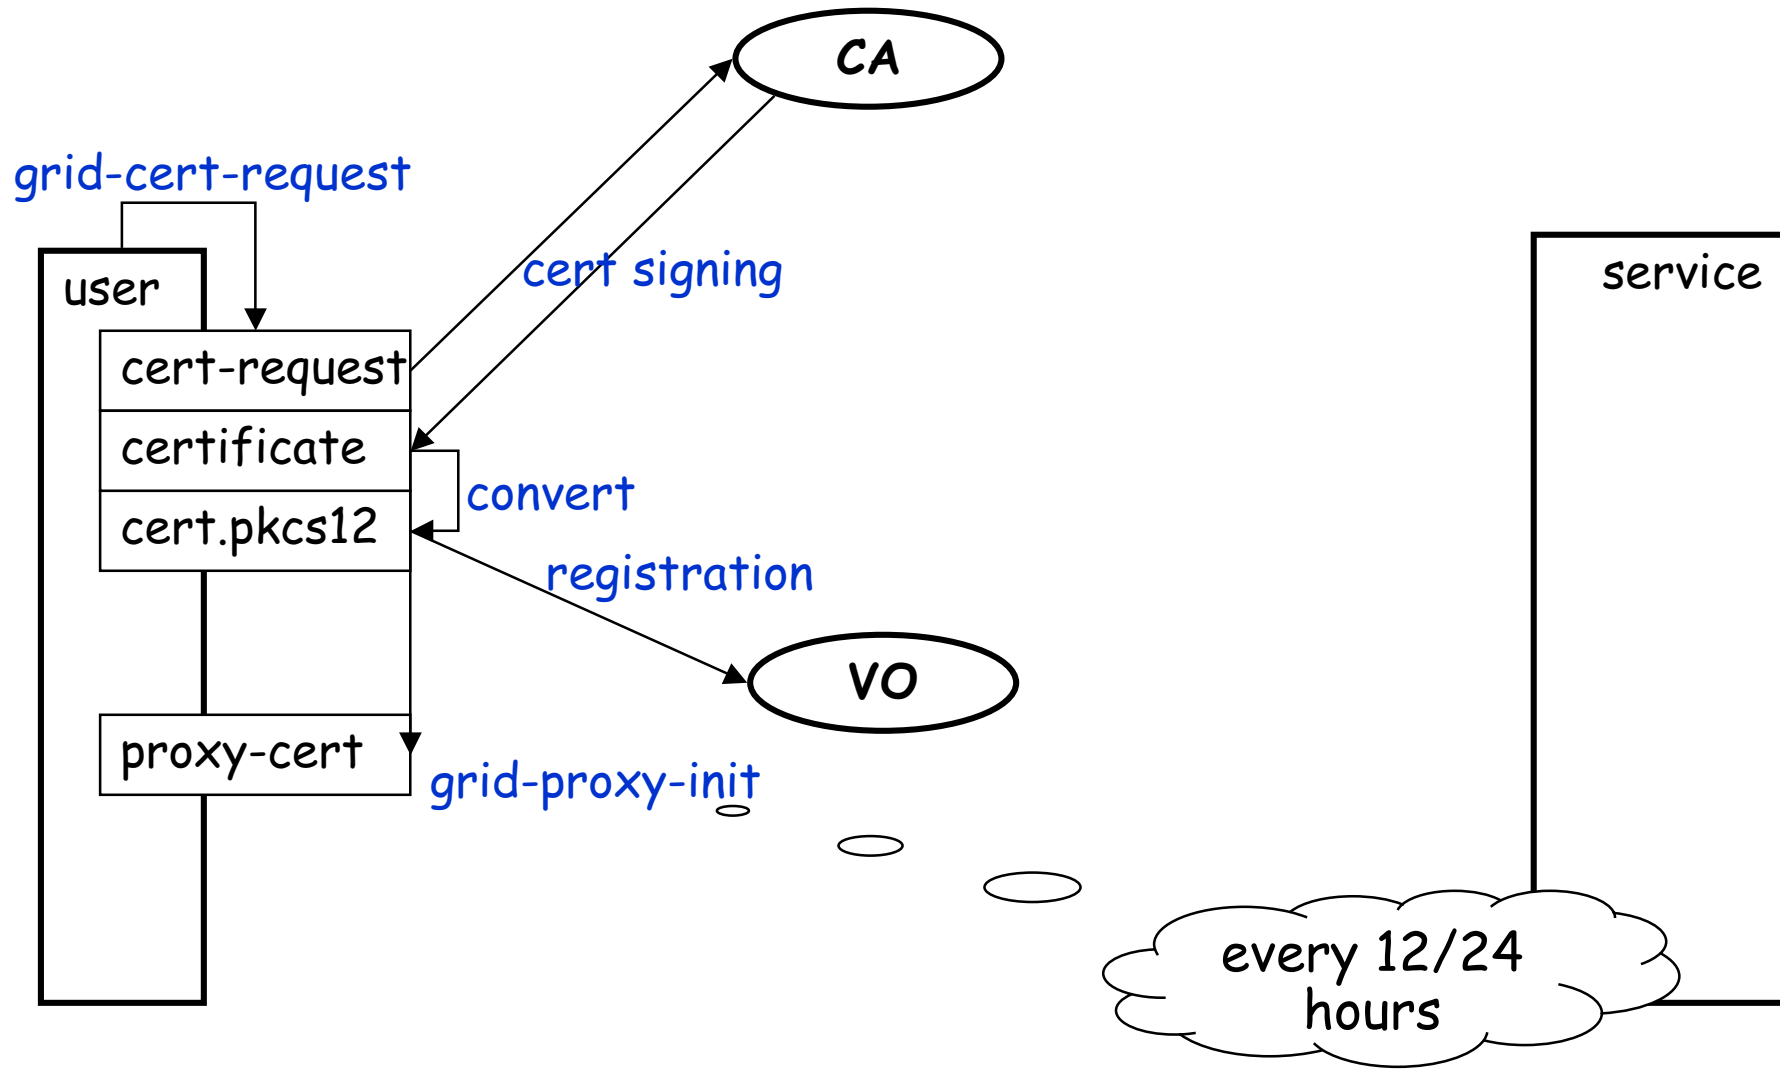 CA
grid-cert-request
cert signing
user
service
cert-request
certificate
convert
cert.pkcs12
registration
VO
proxy-cert
grid-proxy-init
every 12/24
hours